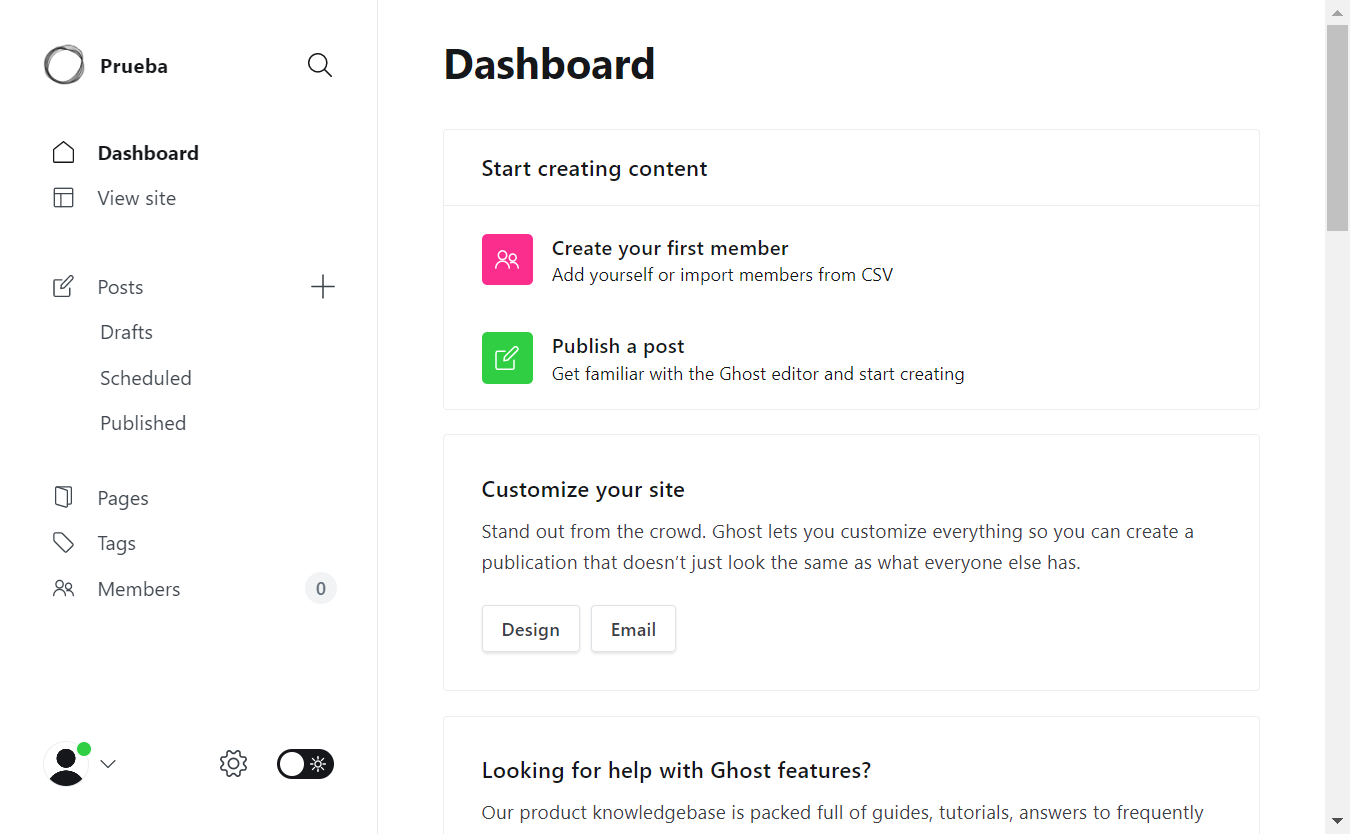 Prueba
Dashboard
View site
Posts
Drafts
Scheduled
Published
Pages
Tags
Members
0
Dashboard
Start creating content
Create your first member
Add yourself or import members from CSV
Publish a post
Get familiar with the Ghost editor and start creating
Customize your site
Stand out from the crowd. Ghost lets you customize everything so you can create a
publication that doesn’t just look the same as what everyone else has.
Design
Email
Looking for help with Ghost features?
Our product knowledgebase is packed full of guides, tutorials, answers to frequently